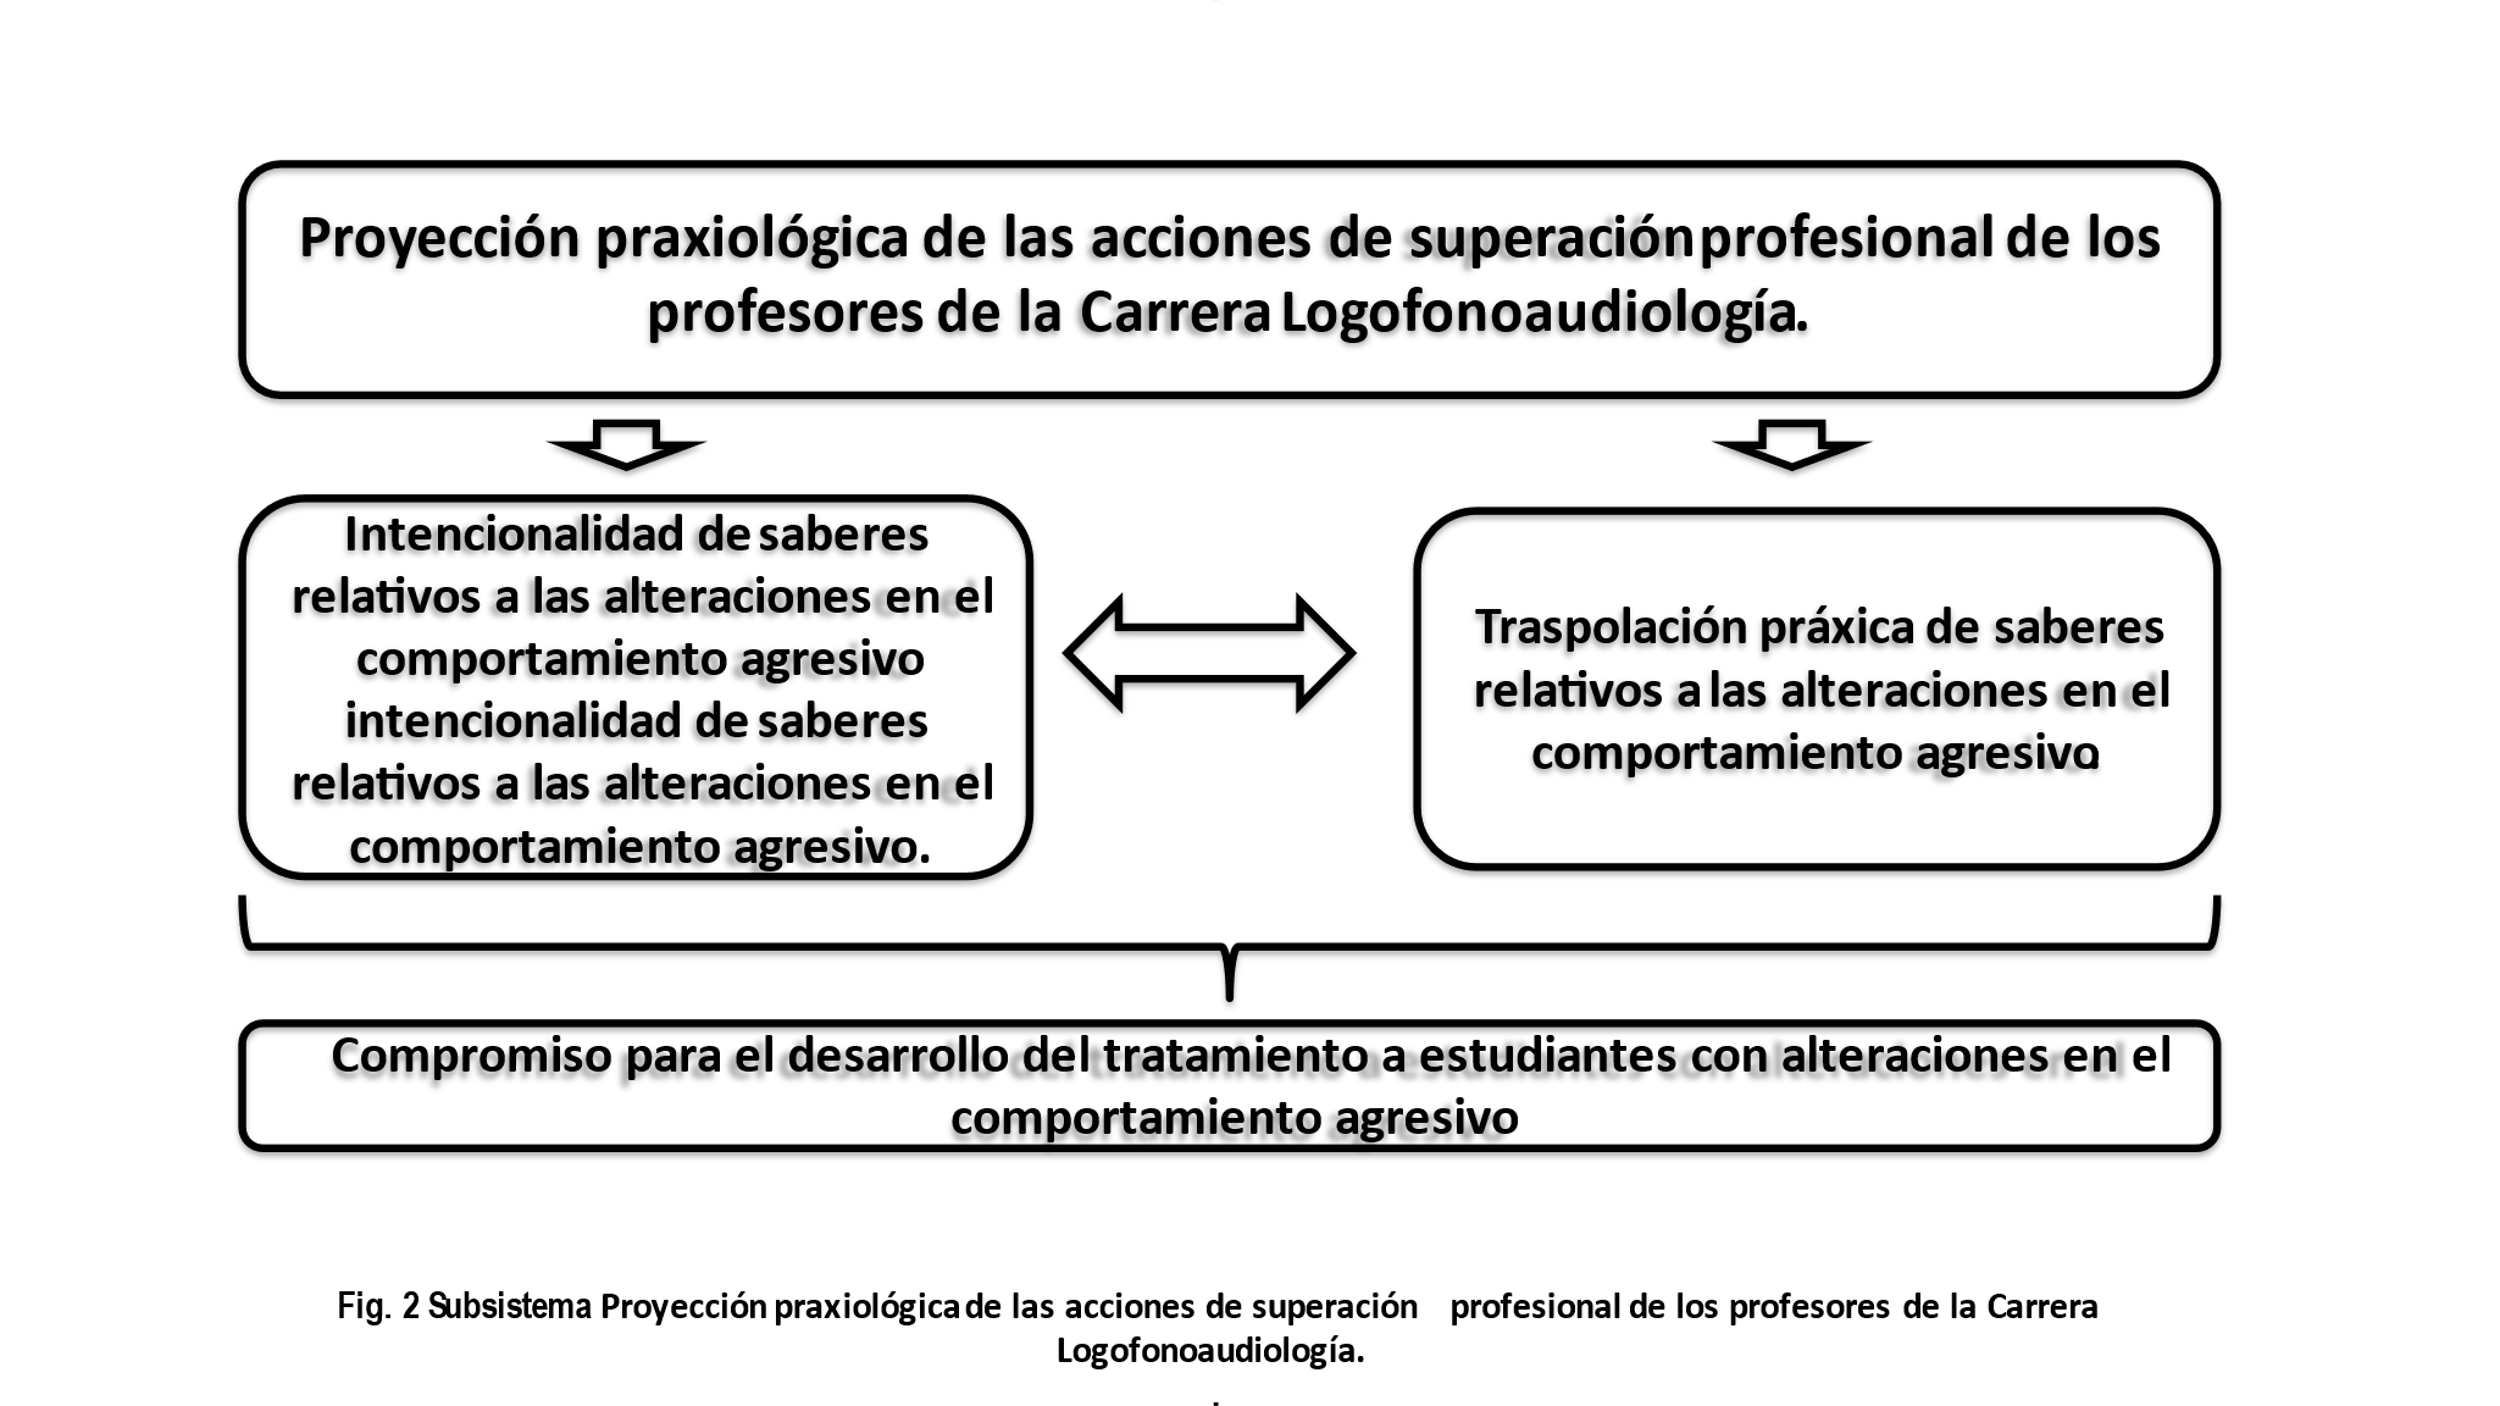 Proyección praxiológica de las acciones de superación profesional de los
profesores de la Carrera Logofonoaudiología.
Intencionalidad de saberes
relativos a las alteraciones en el
comportamiento agresivo
intencionalidad de saberes
relativos a las alteraciones en el
comportamiento agresivo.
Traspolación práxica de saberes
relativos a las alteraciones en el
comportamiento agresivo.
Compromiso para el desarrollo del tratamiento a estudiantes con alteraciones en el
comportamiento agresivo
Fig. 2 Subsistema Proyección praxiológica de las acciones de superación profesional de los profesores de la Carrera
Logofonoaudiología.
.